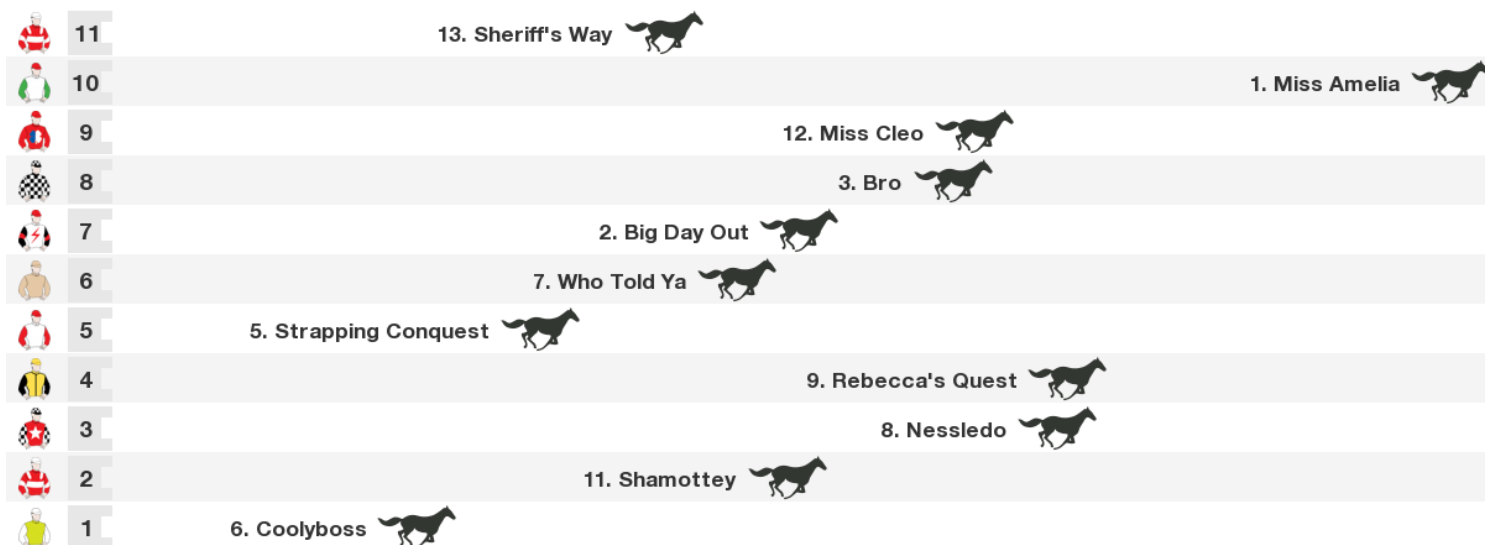 11 13. Sheriff's Way
10 1. Miss Amelia
9 12. Miss Cleo
8 3. Bro
7 2. Big Day Out
6 7. Who Told Ya
5 5. Strapping Conquest
4 9. Rebecca's Quest
3 8. Nessledo
2 11. Shamottey
1 6. Coolyboss